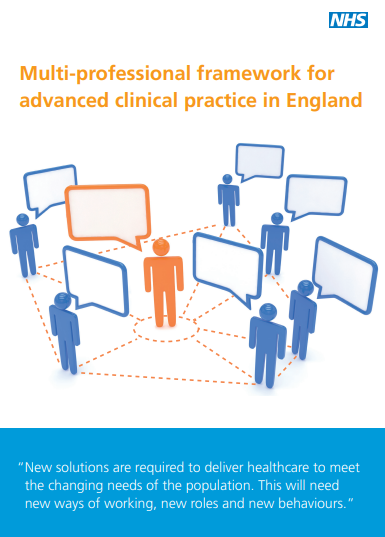 NHS
Multi-professional framework for
advanced clinical practice in England
“New solutions are required to deliver healthcare to meet
the changing needs of the population. This will need
new ways of working, new roles and new behaviours.”